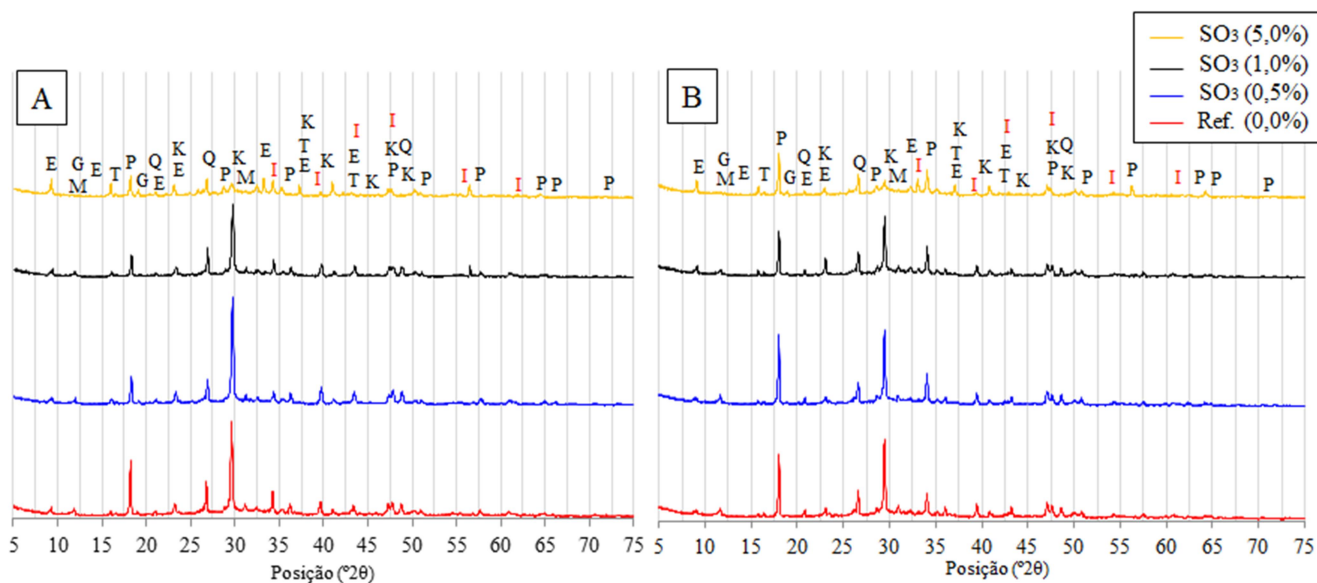 SO₃ (5,0%)
SO₃ (1,0%)
SO₃ (0,5%)
Ref. (0,0%)
A
E
G
M
E
T
P
G
Q
E
K
E
Q
P
K
M
E
I
P
K
T
E
I
K
I
E
T
K
I
K
P
Q
K
P
I
P
I
P
P
P
5 10 15 20 25 30 35 40 45 50 55 60 65 70 75
Posição (°2θ)
B
E
G
M
E
T
P
G
Q
E
K
E
Q
P
K
M
E
I
P
K
T
E
I
K
I
E
T
K
I
K
P
Q
K
P
I
P
I
P
P
P
5 10 15 20 25 30 35 40 45 50 55 60 65 70 75
Posição (°2θ)